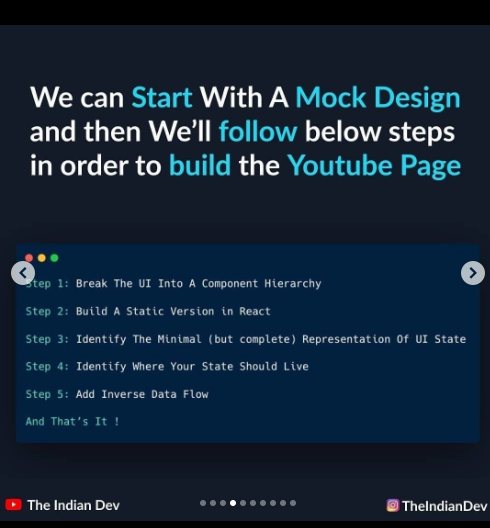 We can Start With A Mock Design
and then We'll follow below steps
in order to build the Youtube Page
Step 1: Break The UI Into A Component Hierarchy
Step 2: Build A Static Version in React
Step 3: Identify The Minimal (but complete) Representation Of UI State
Step 4: Identify Where Your State Should Live
Step 5: Add Inverse Data Flow
And That's It !
The Indian Dev
TheIndianDev